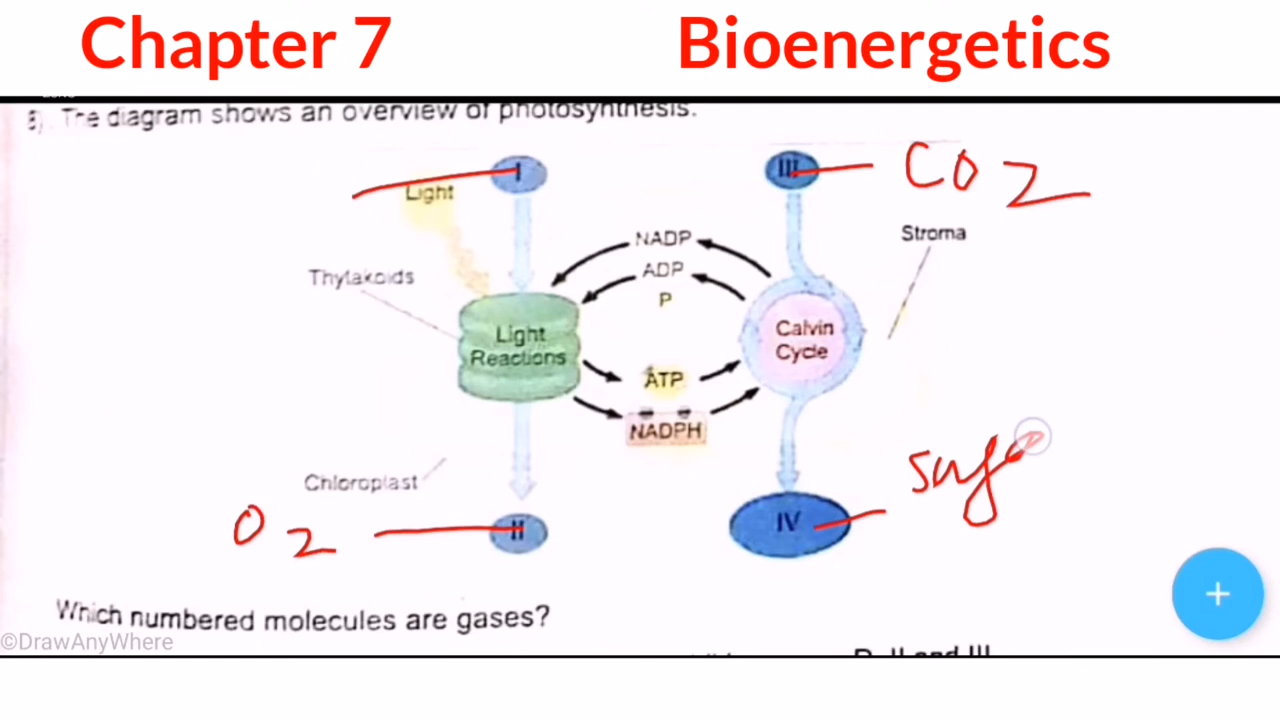 Chapter 7 Bioenergetics
The diagram shows an overview of photosynthesis.
I
III
CO2
Light
Stroma
NADP
Thylakoids
ADP
P
Light
Reactions
Calvin
Cycle
ATP
NADPH
Chloroplast
O2
II
IV
Which numbered molecules are gases?
©DrawAnyWhere
+